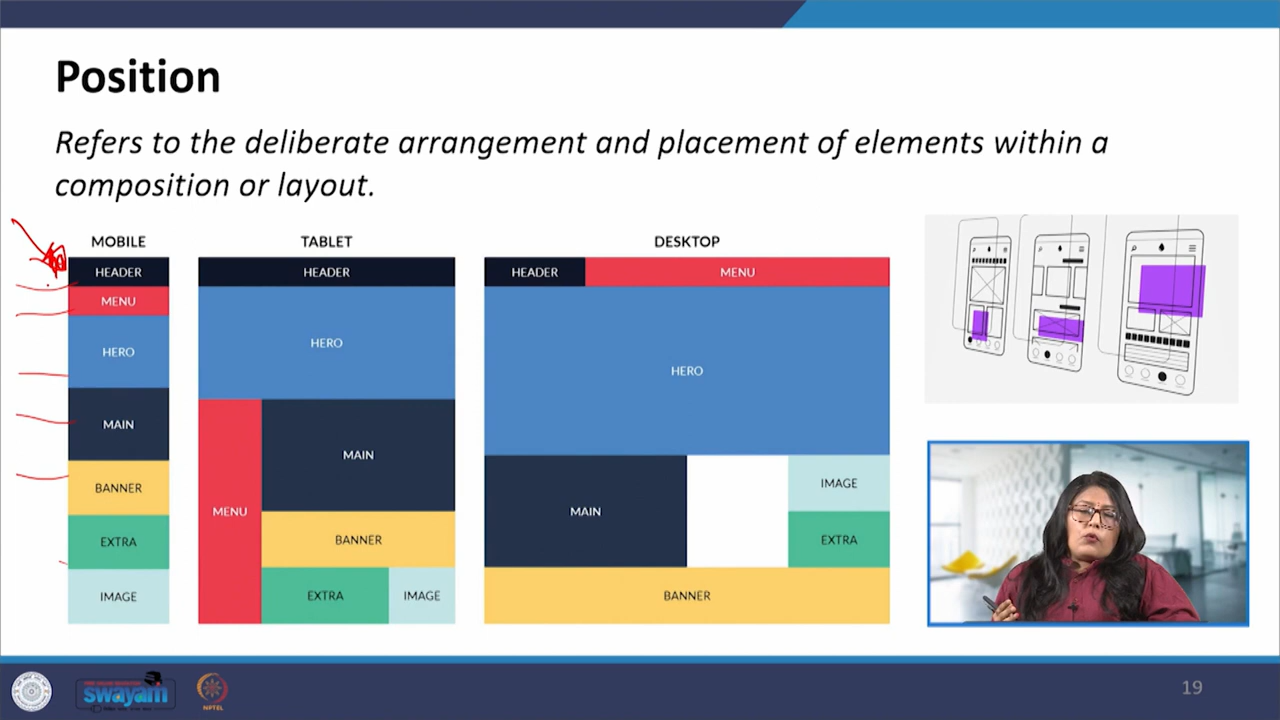 Position
Refers to the deliberate arrangement and placement of elements within a
composition or layout.
MOBILE
HEADER
MENU
HERO
MAIN
BANNER
EXTRA
IMAGE
TABLET
HEADER
HERO
MENU
MAIN
BANNER
EXTRA
IMAGE
DESKTOP
HEADER
MENU
HERO
MAIN
IMAGE
EXTRA
BANNER
swayam
NPTEL
19